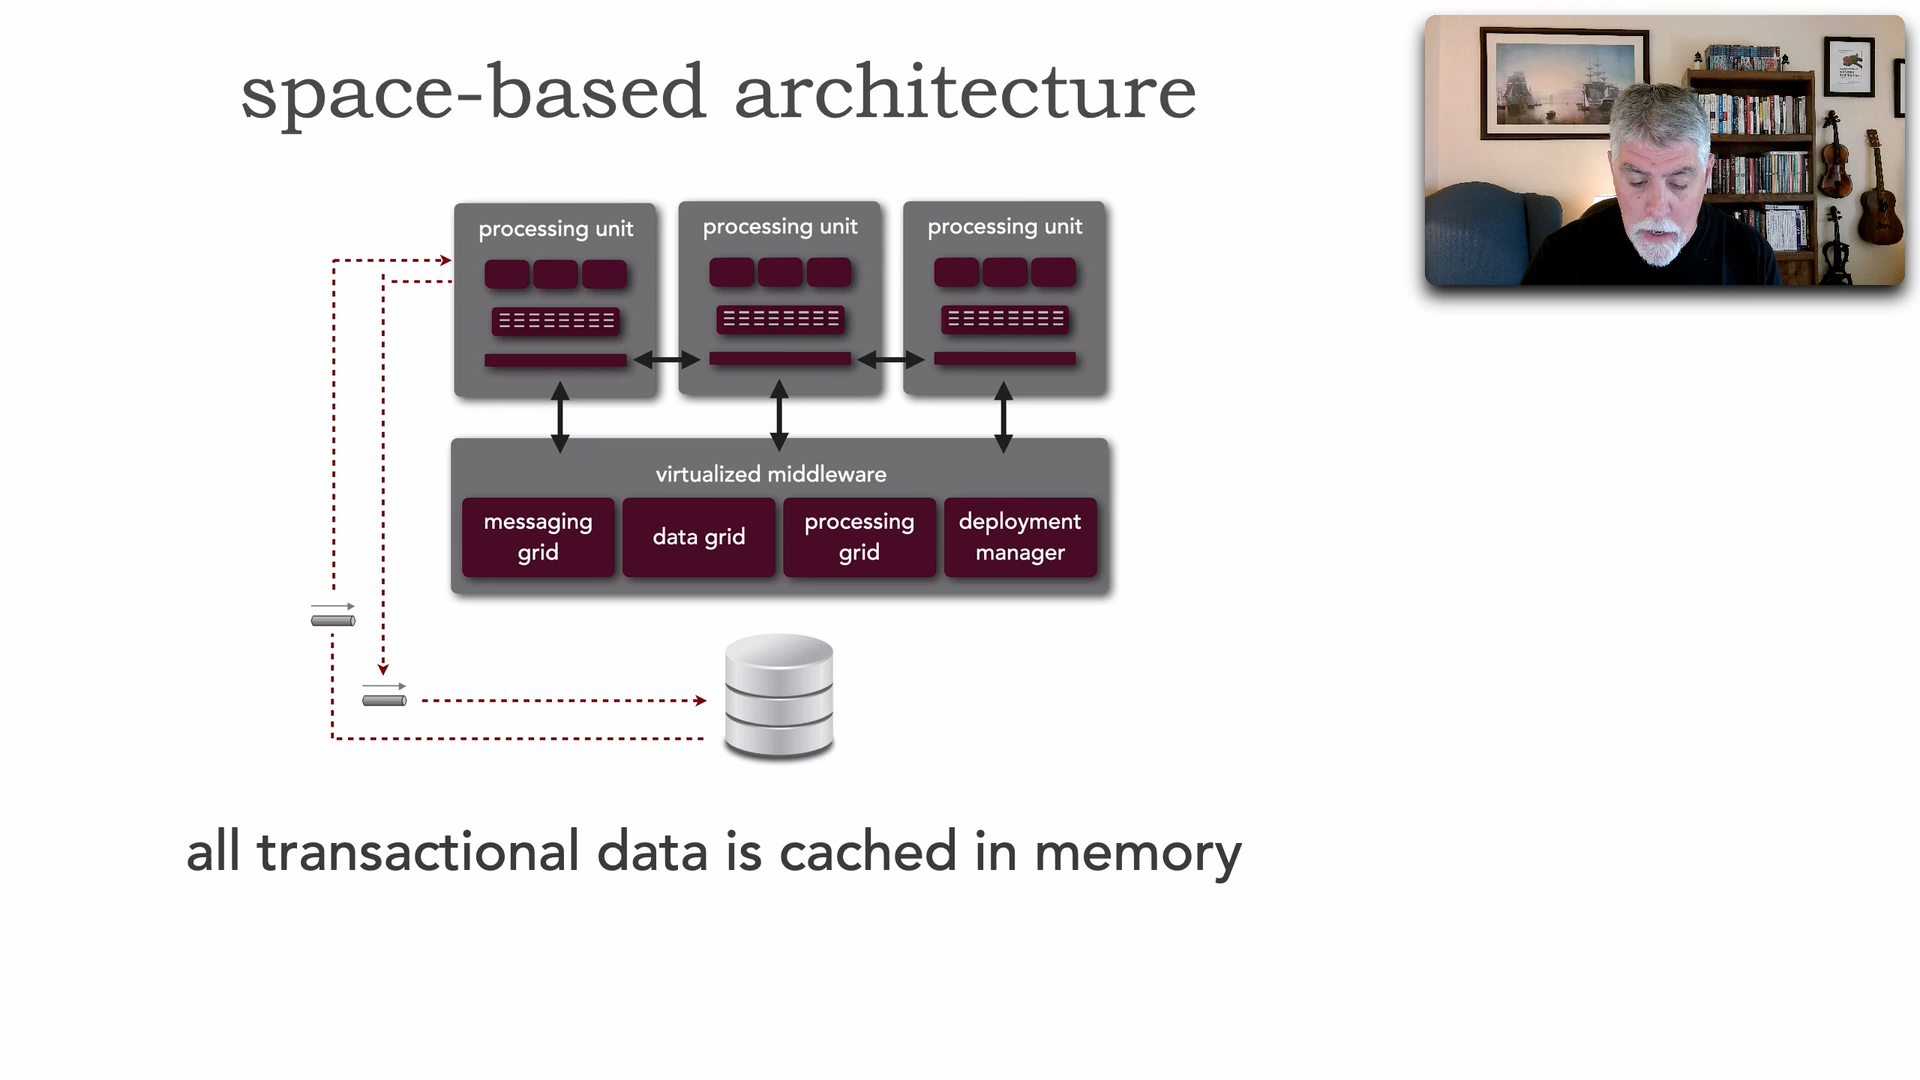 space-based architecture
processing unit
processing unit
processing unit
virtualized middleware
messaging
grid
data grid
processing
grid
deployment
manager
all transactional data is cached in memory